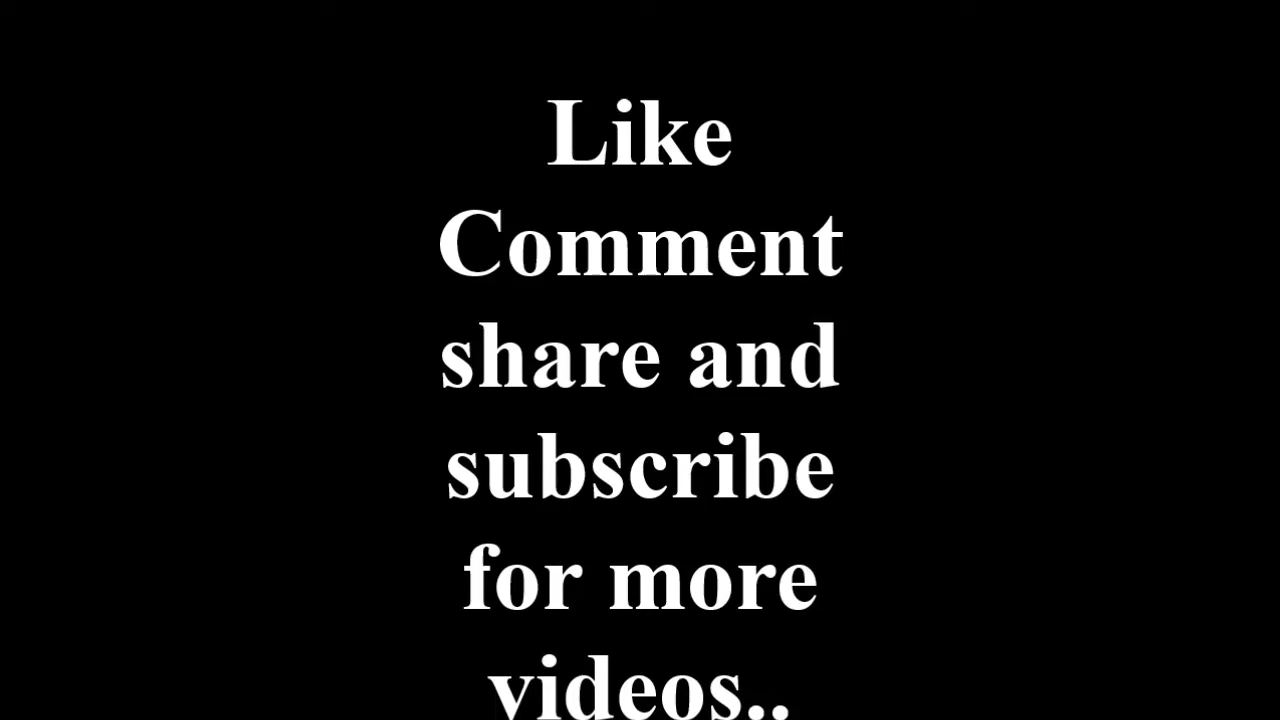 Like
Comment
share and
subscribe
for more
videos..